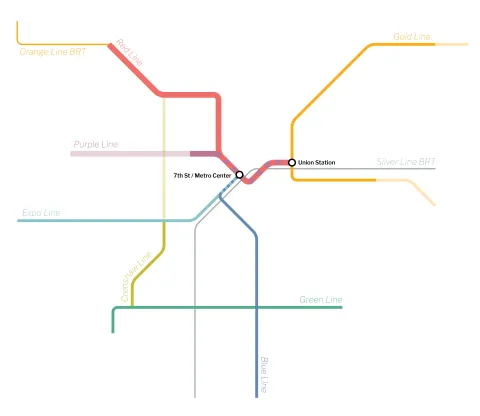 Gold Line
Red Line
Orange Line BRT
Purple Line
Union Station
Silver Line BRT
7th St / Metro Center
Expo Line
Crenshaw Line
Green Line
Blue Line